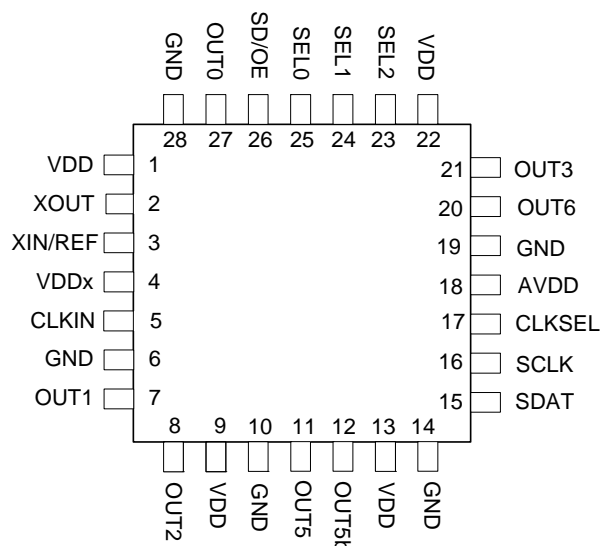 GND
OUT0
SD/OE
SEL0
SEL1
SEL2
VDD
28
27
26
25
24
23
22
VDD
1
21
OUT3
XOUT
2
20
OUT6
XIN/REF
3
19
GND
VDDx
4
18
AVDD
CLKIN
5
17
CLKSEL
GND
6
16
SCLK
OUT1
7
15
SDAT
8
9
10
11
12
13
14
OUT2
VDD
GND
OUT5
VDD
GND